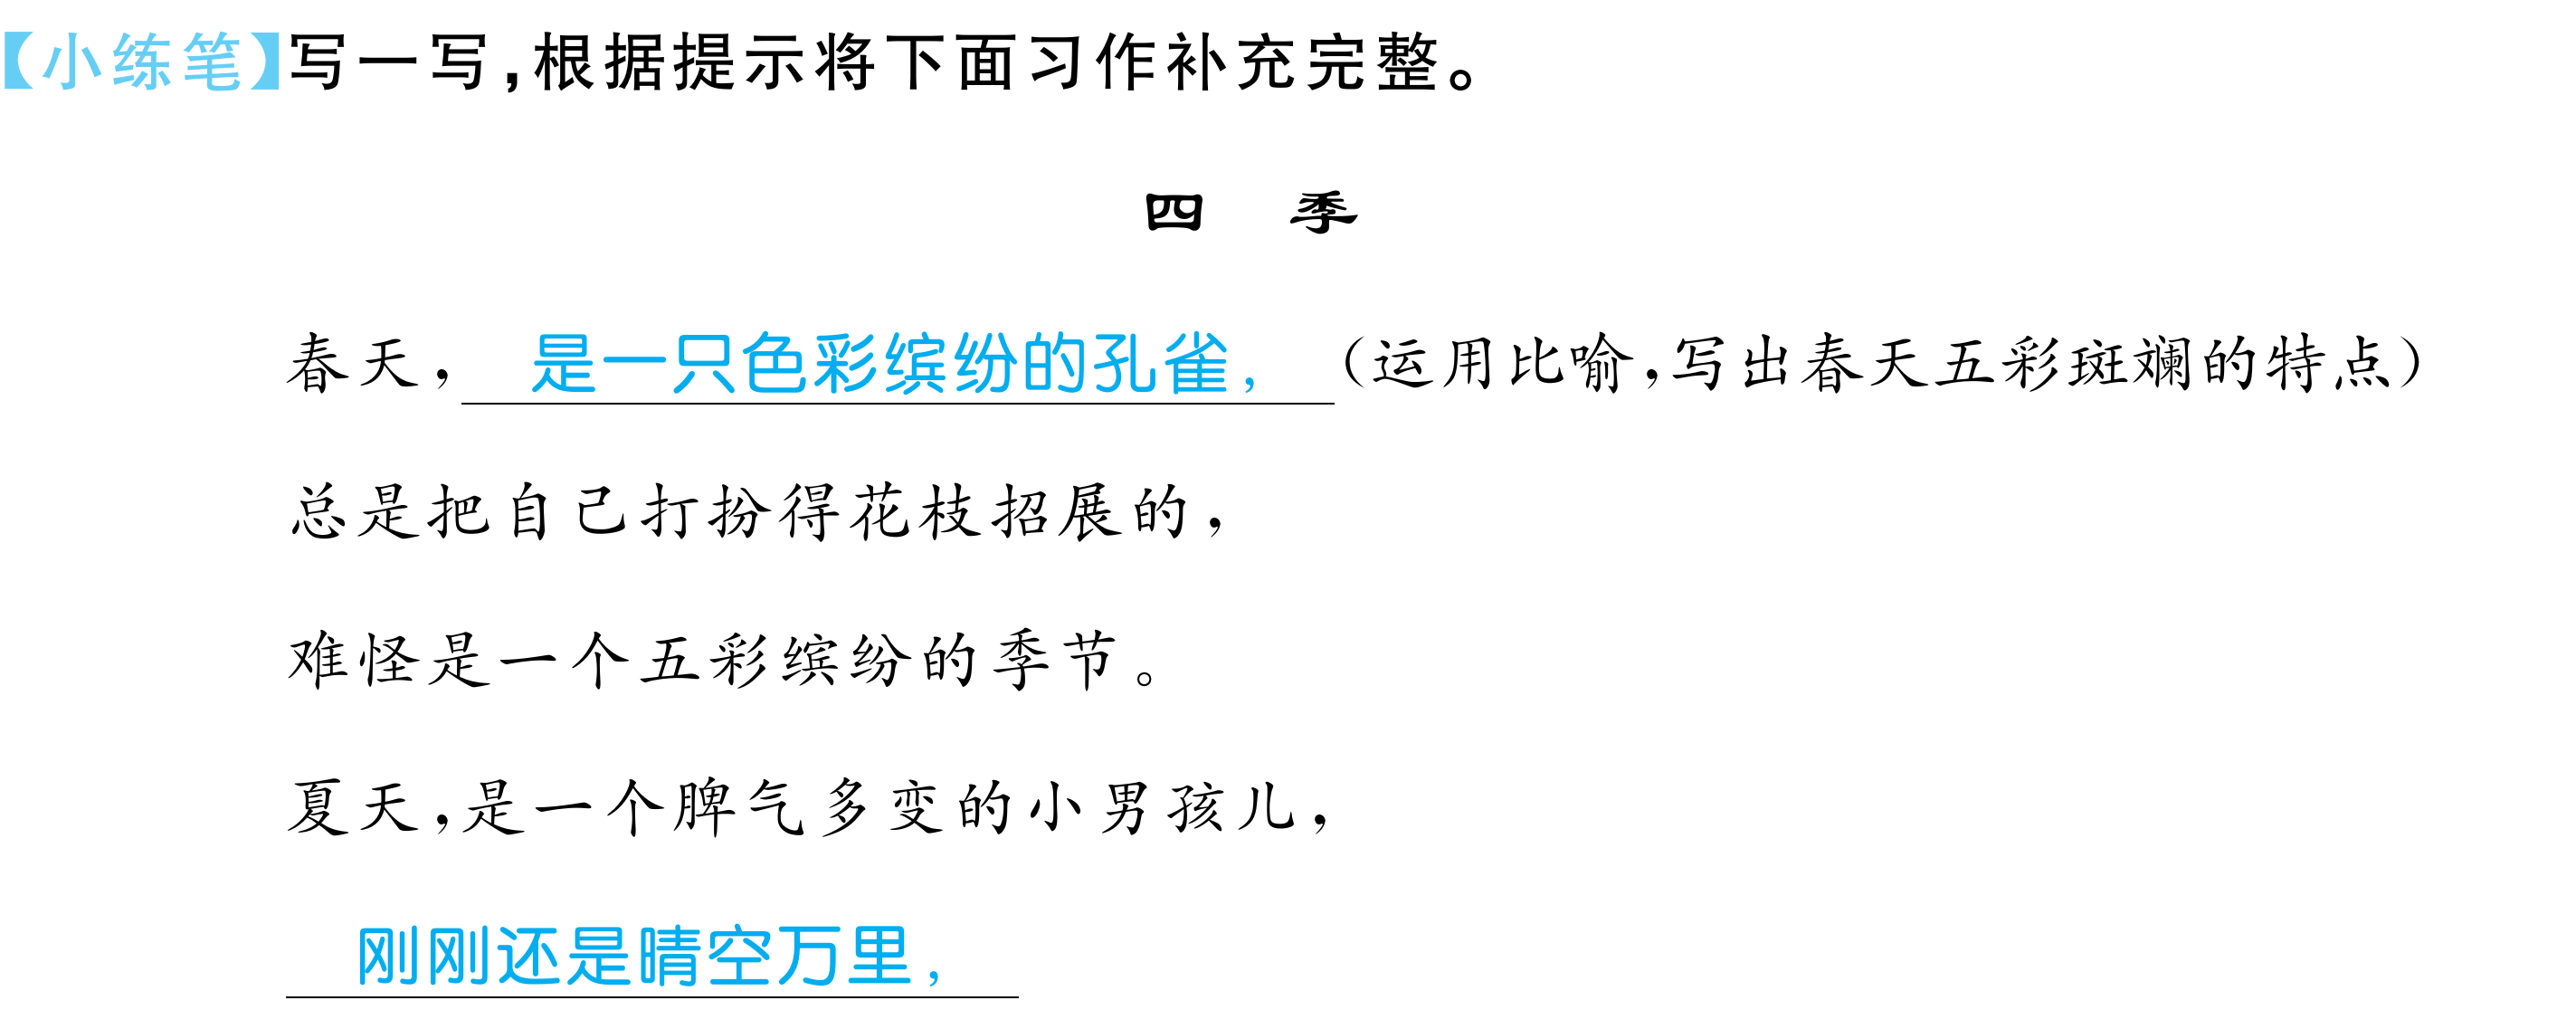 【小练笔】写一写,根据提示将下面习作补充完整。
四 季
春天,是一只色彩缤纷的孔雀,(运用比喻,写出春天五彩斑斓的特点)
总是把自己打扮得花枝招展的,
难怪是一个五彩缤纷的季节。
夏天,是一个脾气多变的小男孩儿,
刚刚还是晴空万里,